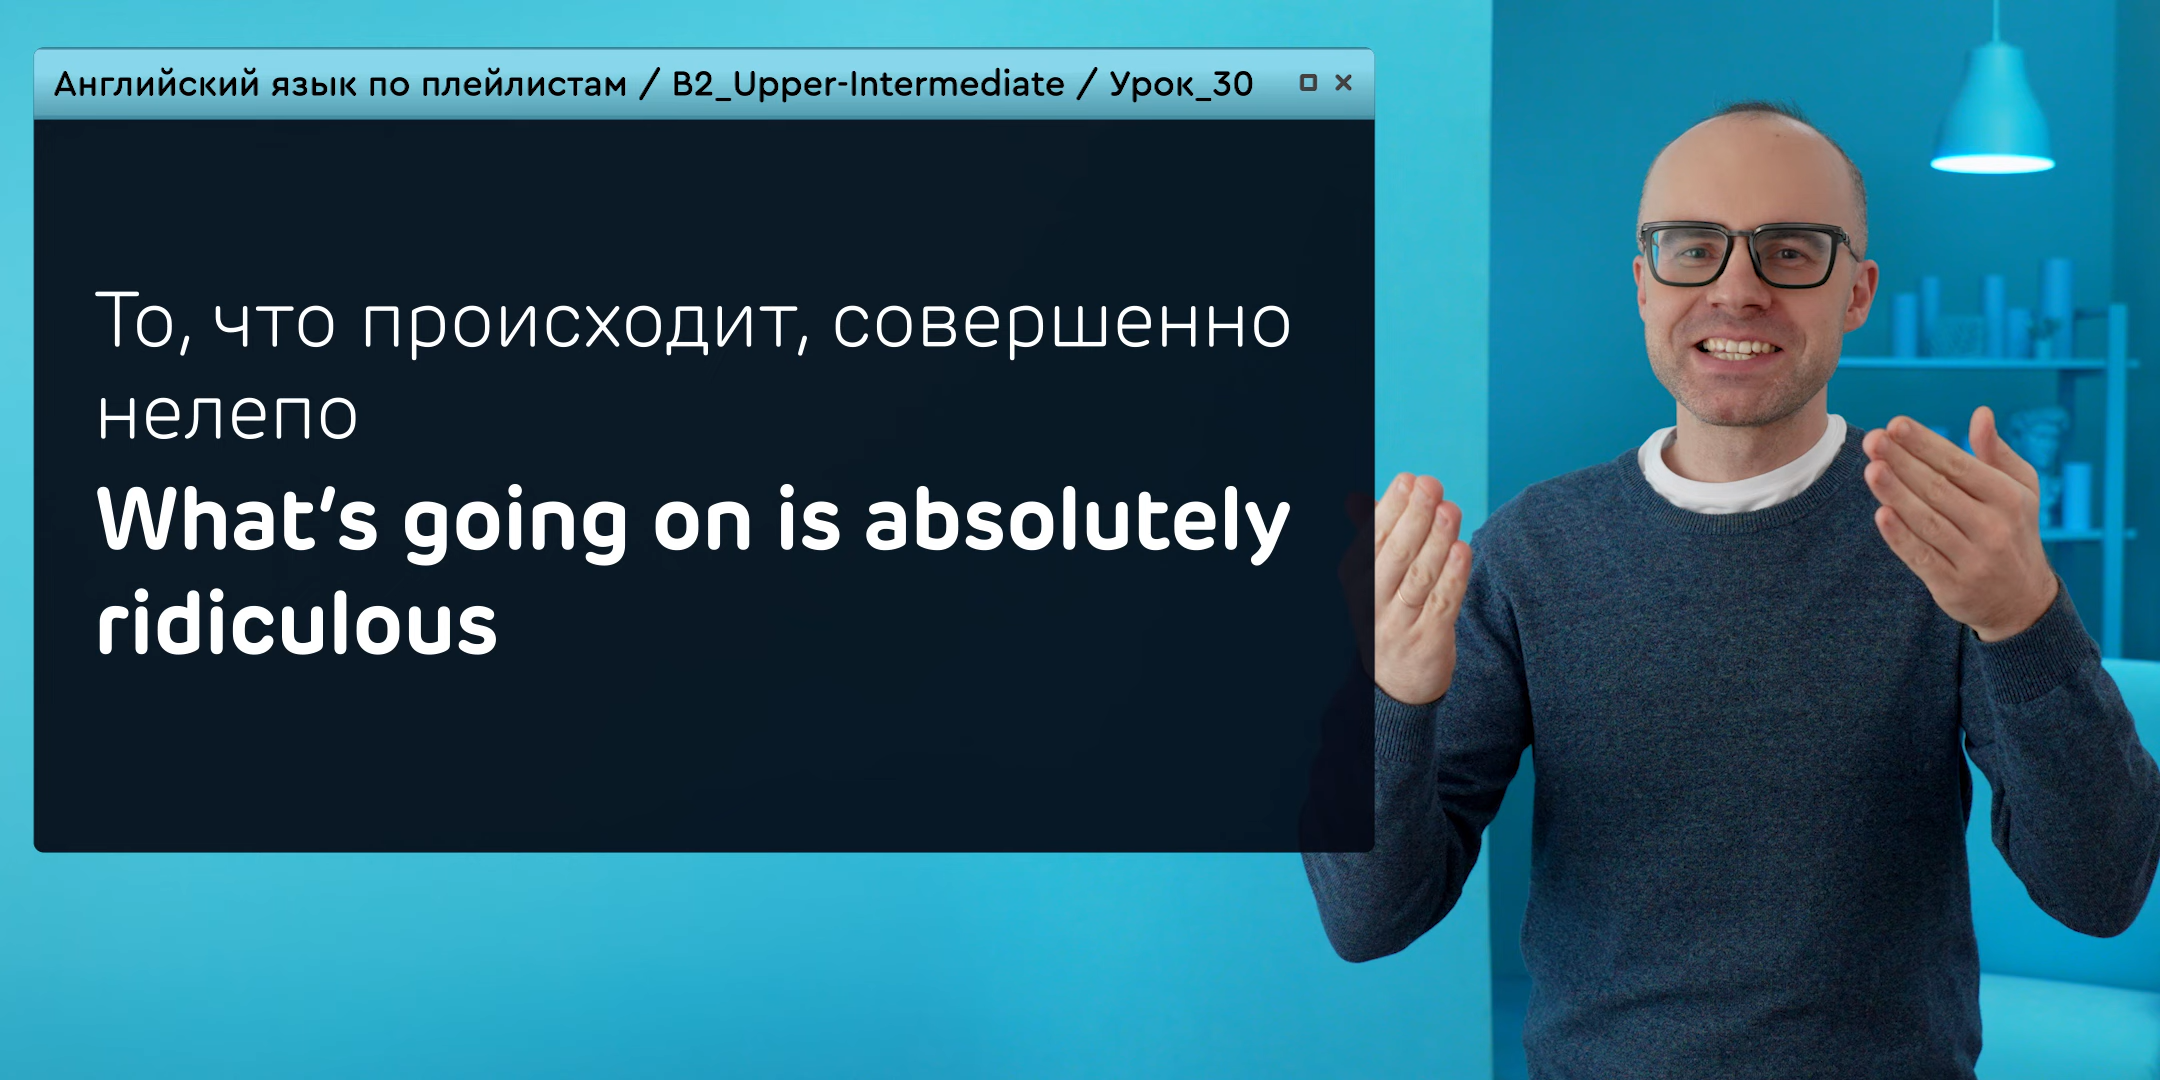 Английский язык по плейлистам / B2_Upper-Intermediate / Урок_30
То, что происходит, совершенно
нелепо
What's going on is absolutely
ridiculous